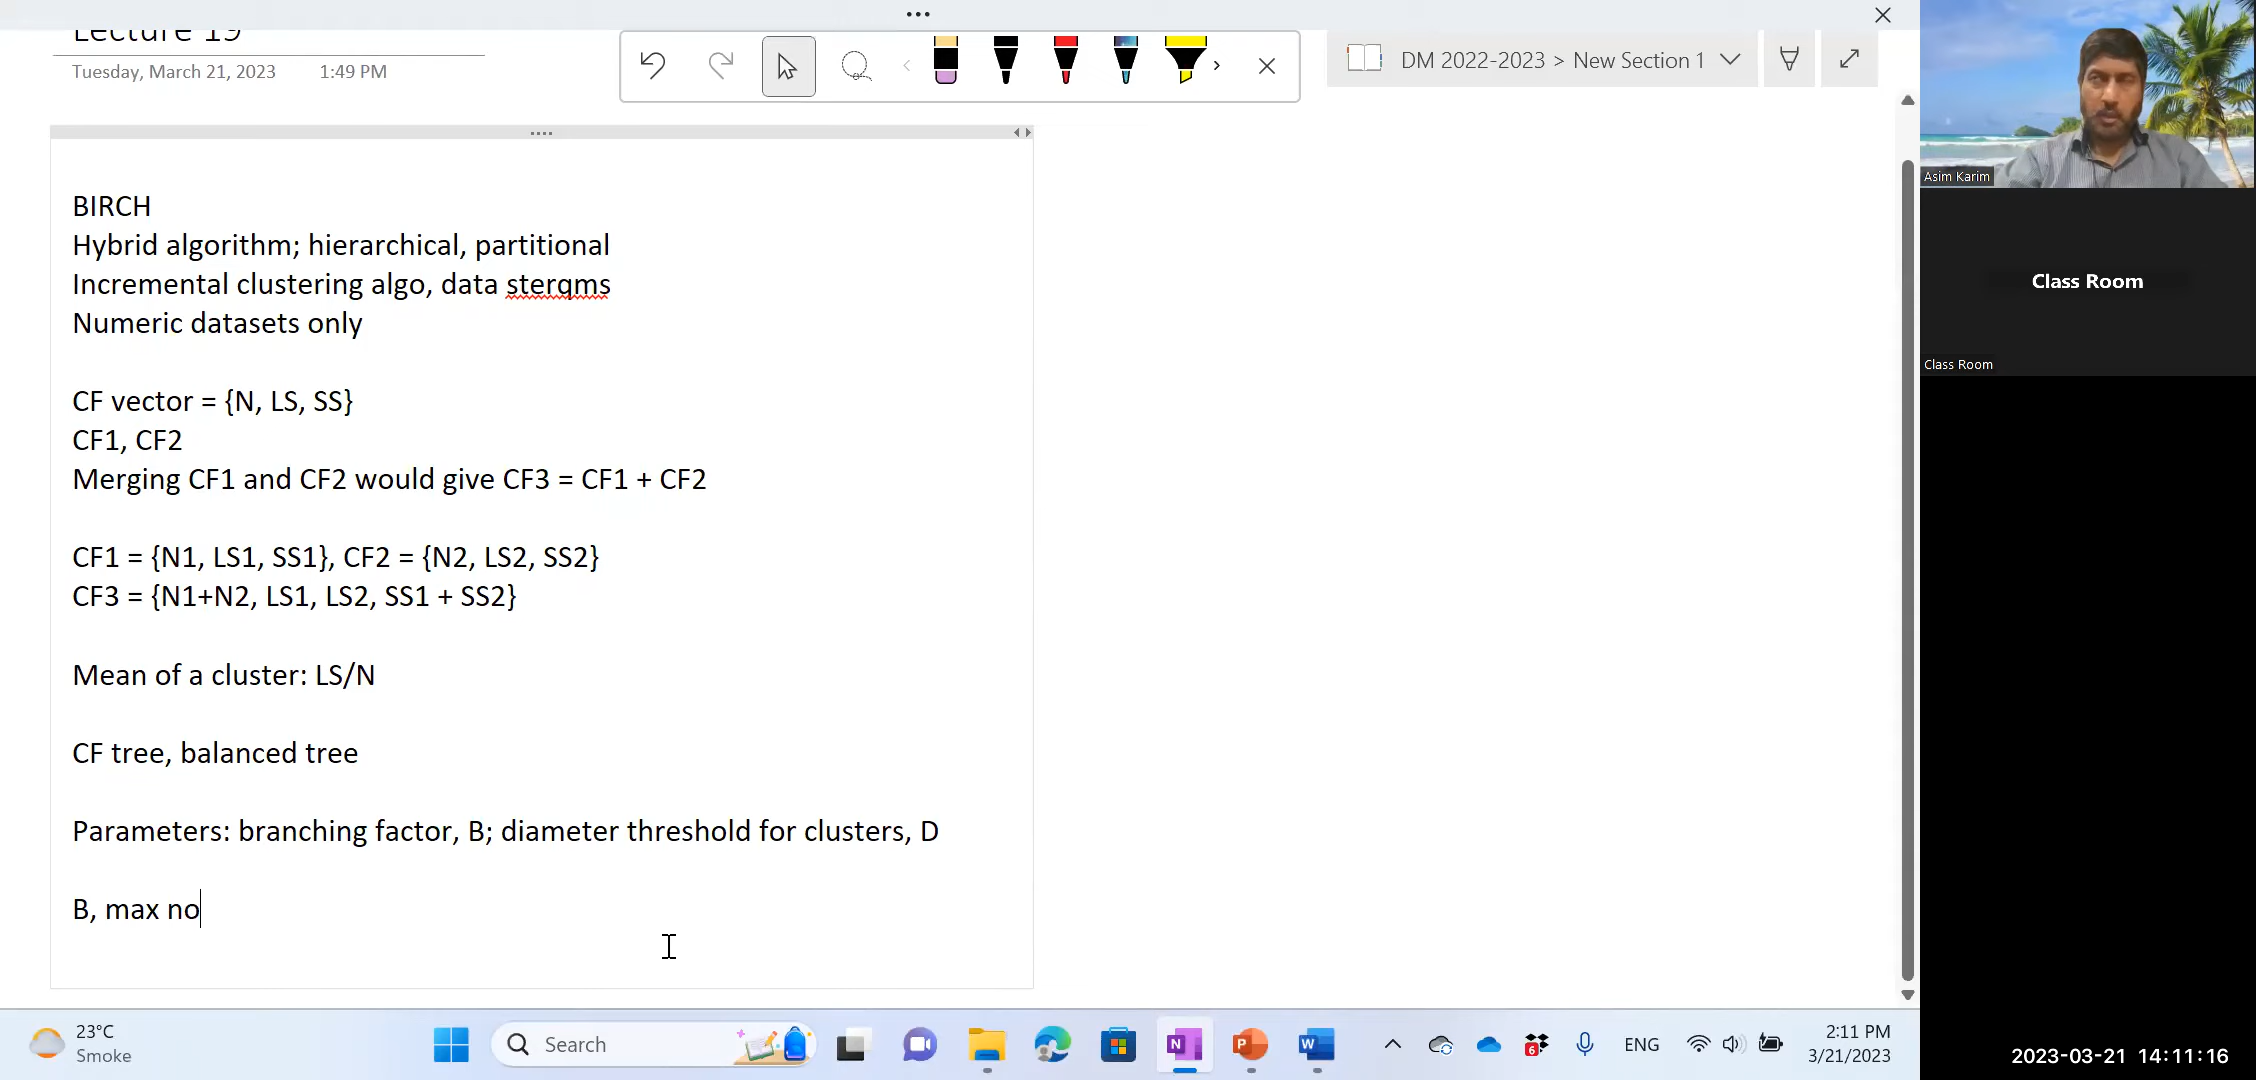 Lecture 19
Tuesday, March 21, 2023 1:49 PM
DM 2022-2023 > New Section 1
BIRCH
Hybrid algorithm; hierarchical, partitional
Incremental clustering algo, data sterqms
Numeric datasets only
CF vector = {N, LS, SS}
CF1, CF2
Merging CF1 and CF2 would give CF3 = CF1 + CF2
CF1 = {N1, LS1, SS1}, CF2 = {N2, LS2, SS2}
CF3 = {N1+N2, LS1, LS2, SS1 + SS2}
Mean of a cluster: LS/N
CF tree, balanced tree
Parameters: branching factor, B; diameter threshold for clusters, D
B, max no
Asim Karim
Class Room
Class Room
23°C
Smoke
Search
N
P
W
6
ENG
2:11 PM
3/21/2023
2023-03-21 14:11:16